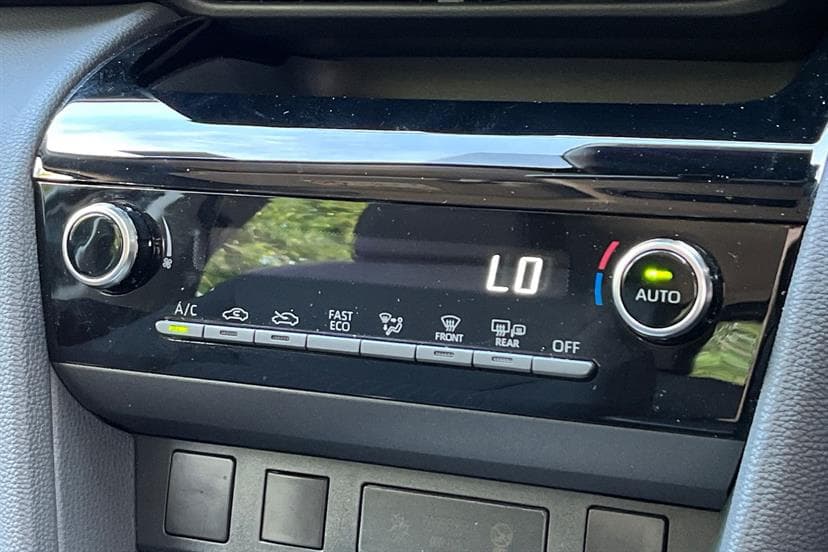 LO
AUTO
A/C
FAST
ECO
FRONT
REAR
OFF